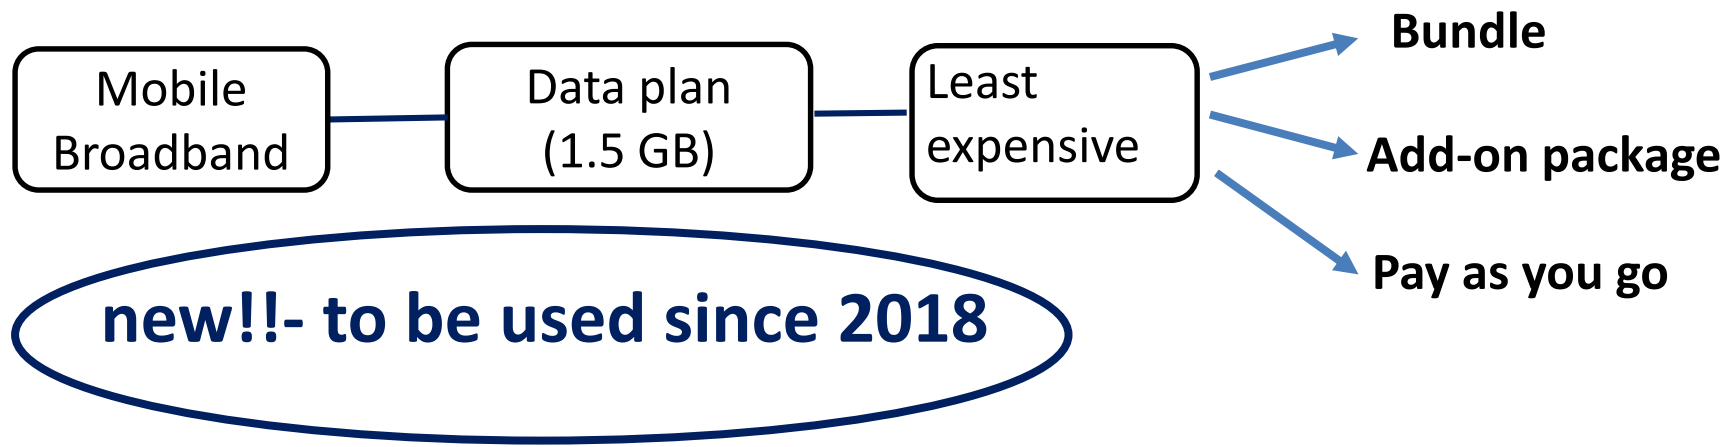 Mobile
Broadband
Data plan
(1.5 GB)
Least
expensive
Bundle
Add-on package
Pay as you go
new!!- to be used since 2018